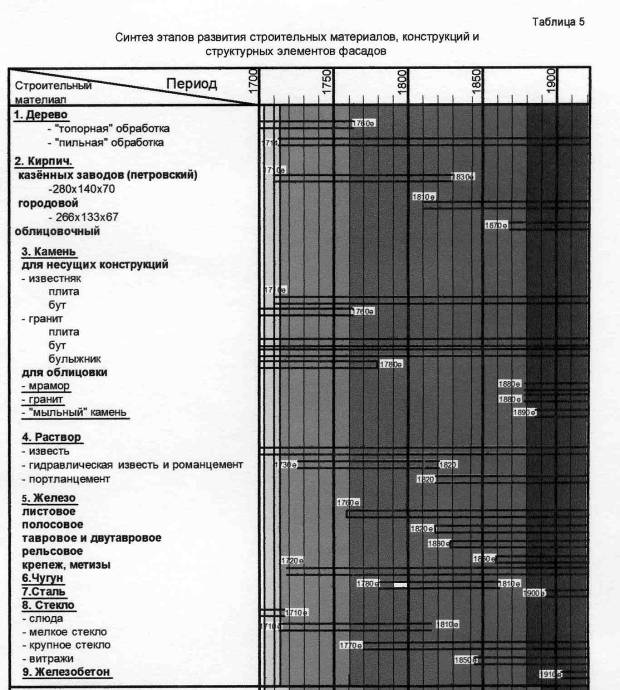 Таблица 5
Синтез этапов развития строительных материалов, конструкций и
структурных элементов фасадов
Строительный
материал
Период
1700
1750
1800
1850
1900
1. Дерево
- "топорная" обработка
1760е
- "пильная" обработка
1714
2. Кирпич.
1710е
казённых заводов (петровский)
1830е
-280x140x70
городовой
1810е
- 266x133x67
облицовочный
1870е
3. Камень
для несущих конструкций
- известняк
плита
1710е
бут
- гранит
1760е
плита
бут
булыжник
1780е
для облицовки
- мрамор
1880е
- гранит
1880е
- "мыльный" камень
1890е
4. Раствор
- известь
- гидравлическая известь и романцемент
1730е
1820
- портланцемент
1820
5. Железо
1760е
листовое
полосовое
1820е
тавровое и двутавровое
1830е
рельсовое
крепеж, метизы
1720е
6.Чугун
1780е
1810е
7.Сталь
1900е
8. Стекло
- слюда
1710е
- мелкое стекло
1710е
1810е
- крупное стекло
1770е
- витражи
1850е
9. Железобетон
1910е